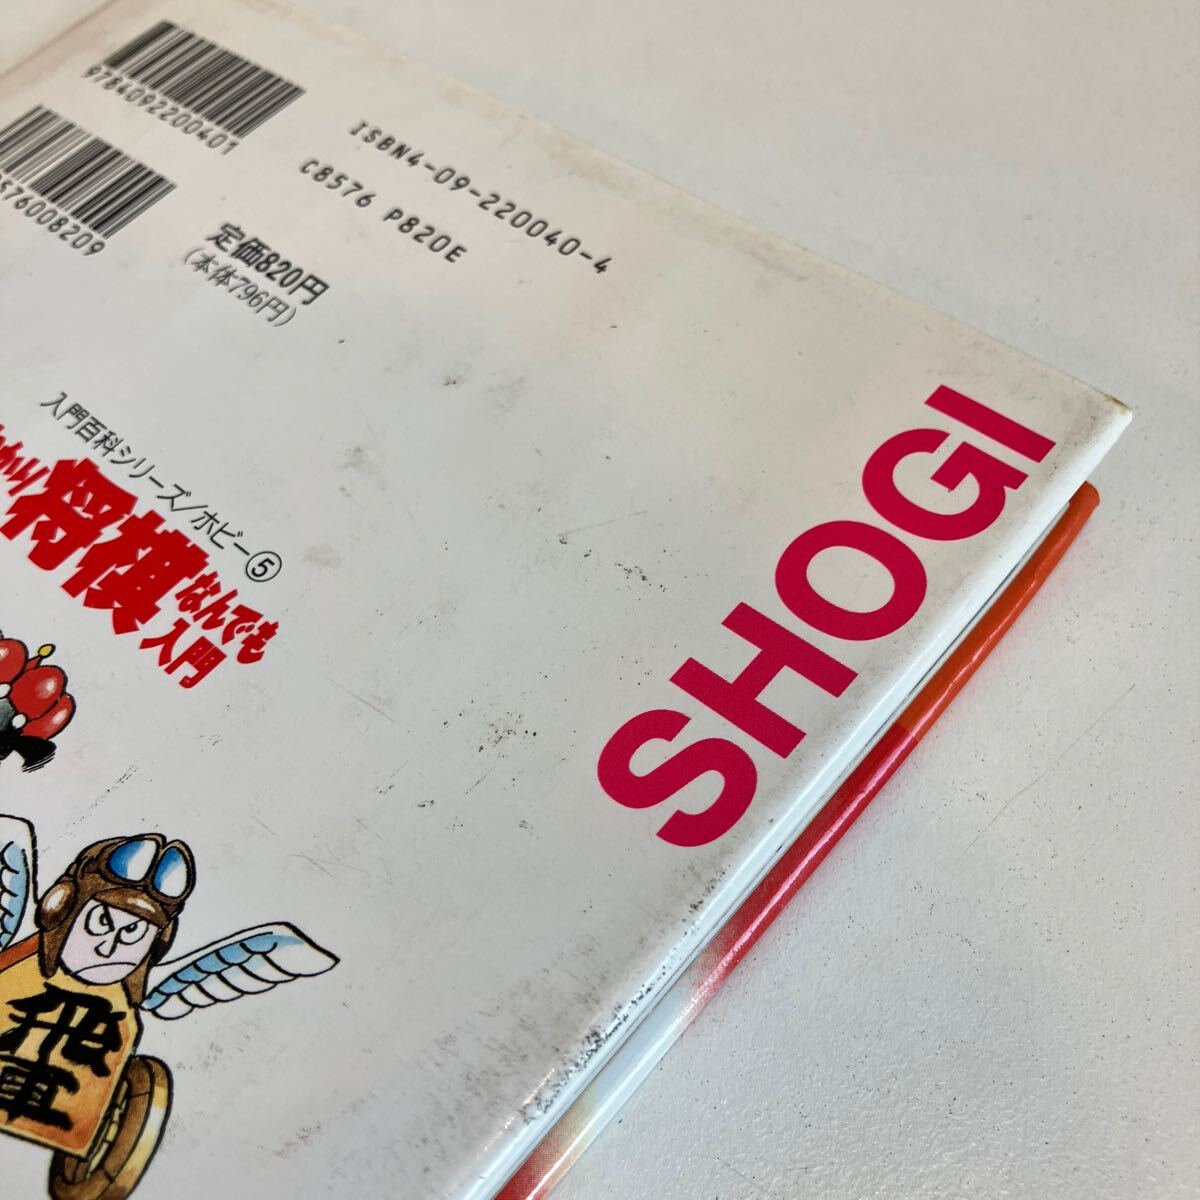 9784092200401
ISBN4-09-220040-4
C8576 P820E
576008209
定価820円
(本体796円)
入門百科シリーズ/ホビー⑤
将棋なんでも入門
SHOGI
飛車